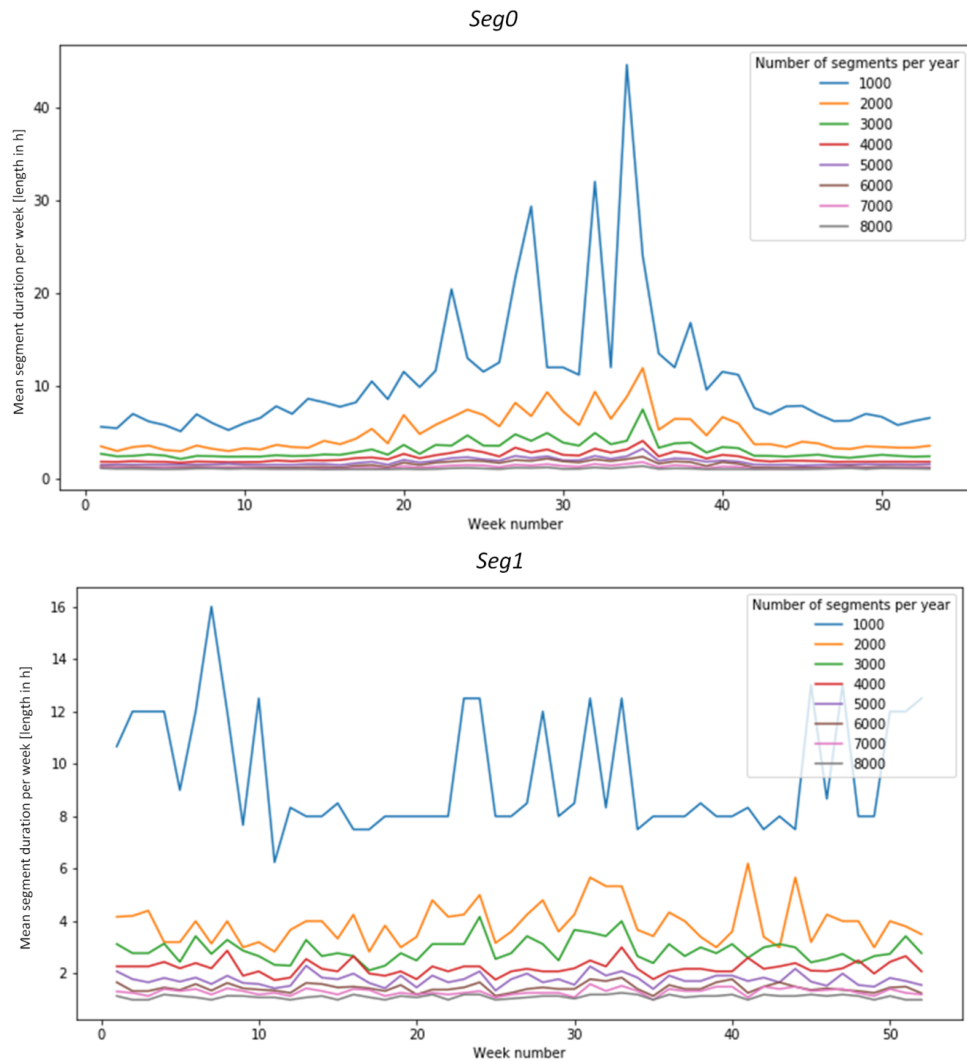 Seg0
Mean segment duration per week [length in h]
40
30
20
10
0
Number of segments per year
1000
2000
3000
4000
5000
6000
7000
8000
0 10 20 30 40 50
Week number
Seg1
Mean segment duration per week [length in h]
16
14
12
10
8
6
4
2
Number of segments per year
1000
2000
3000
4000
5000
6000
7000
8000
0 10 20 30 40 50
Week number